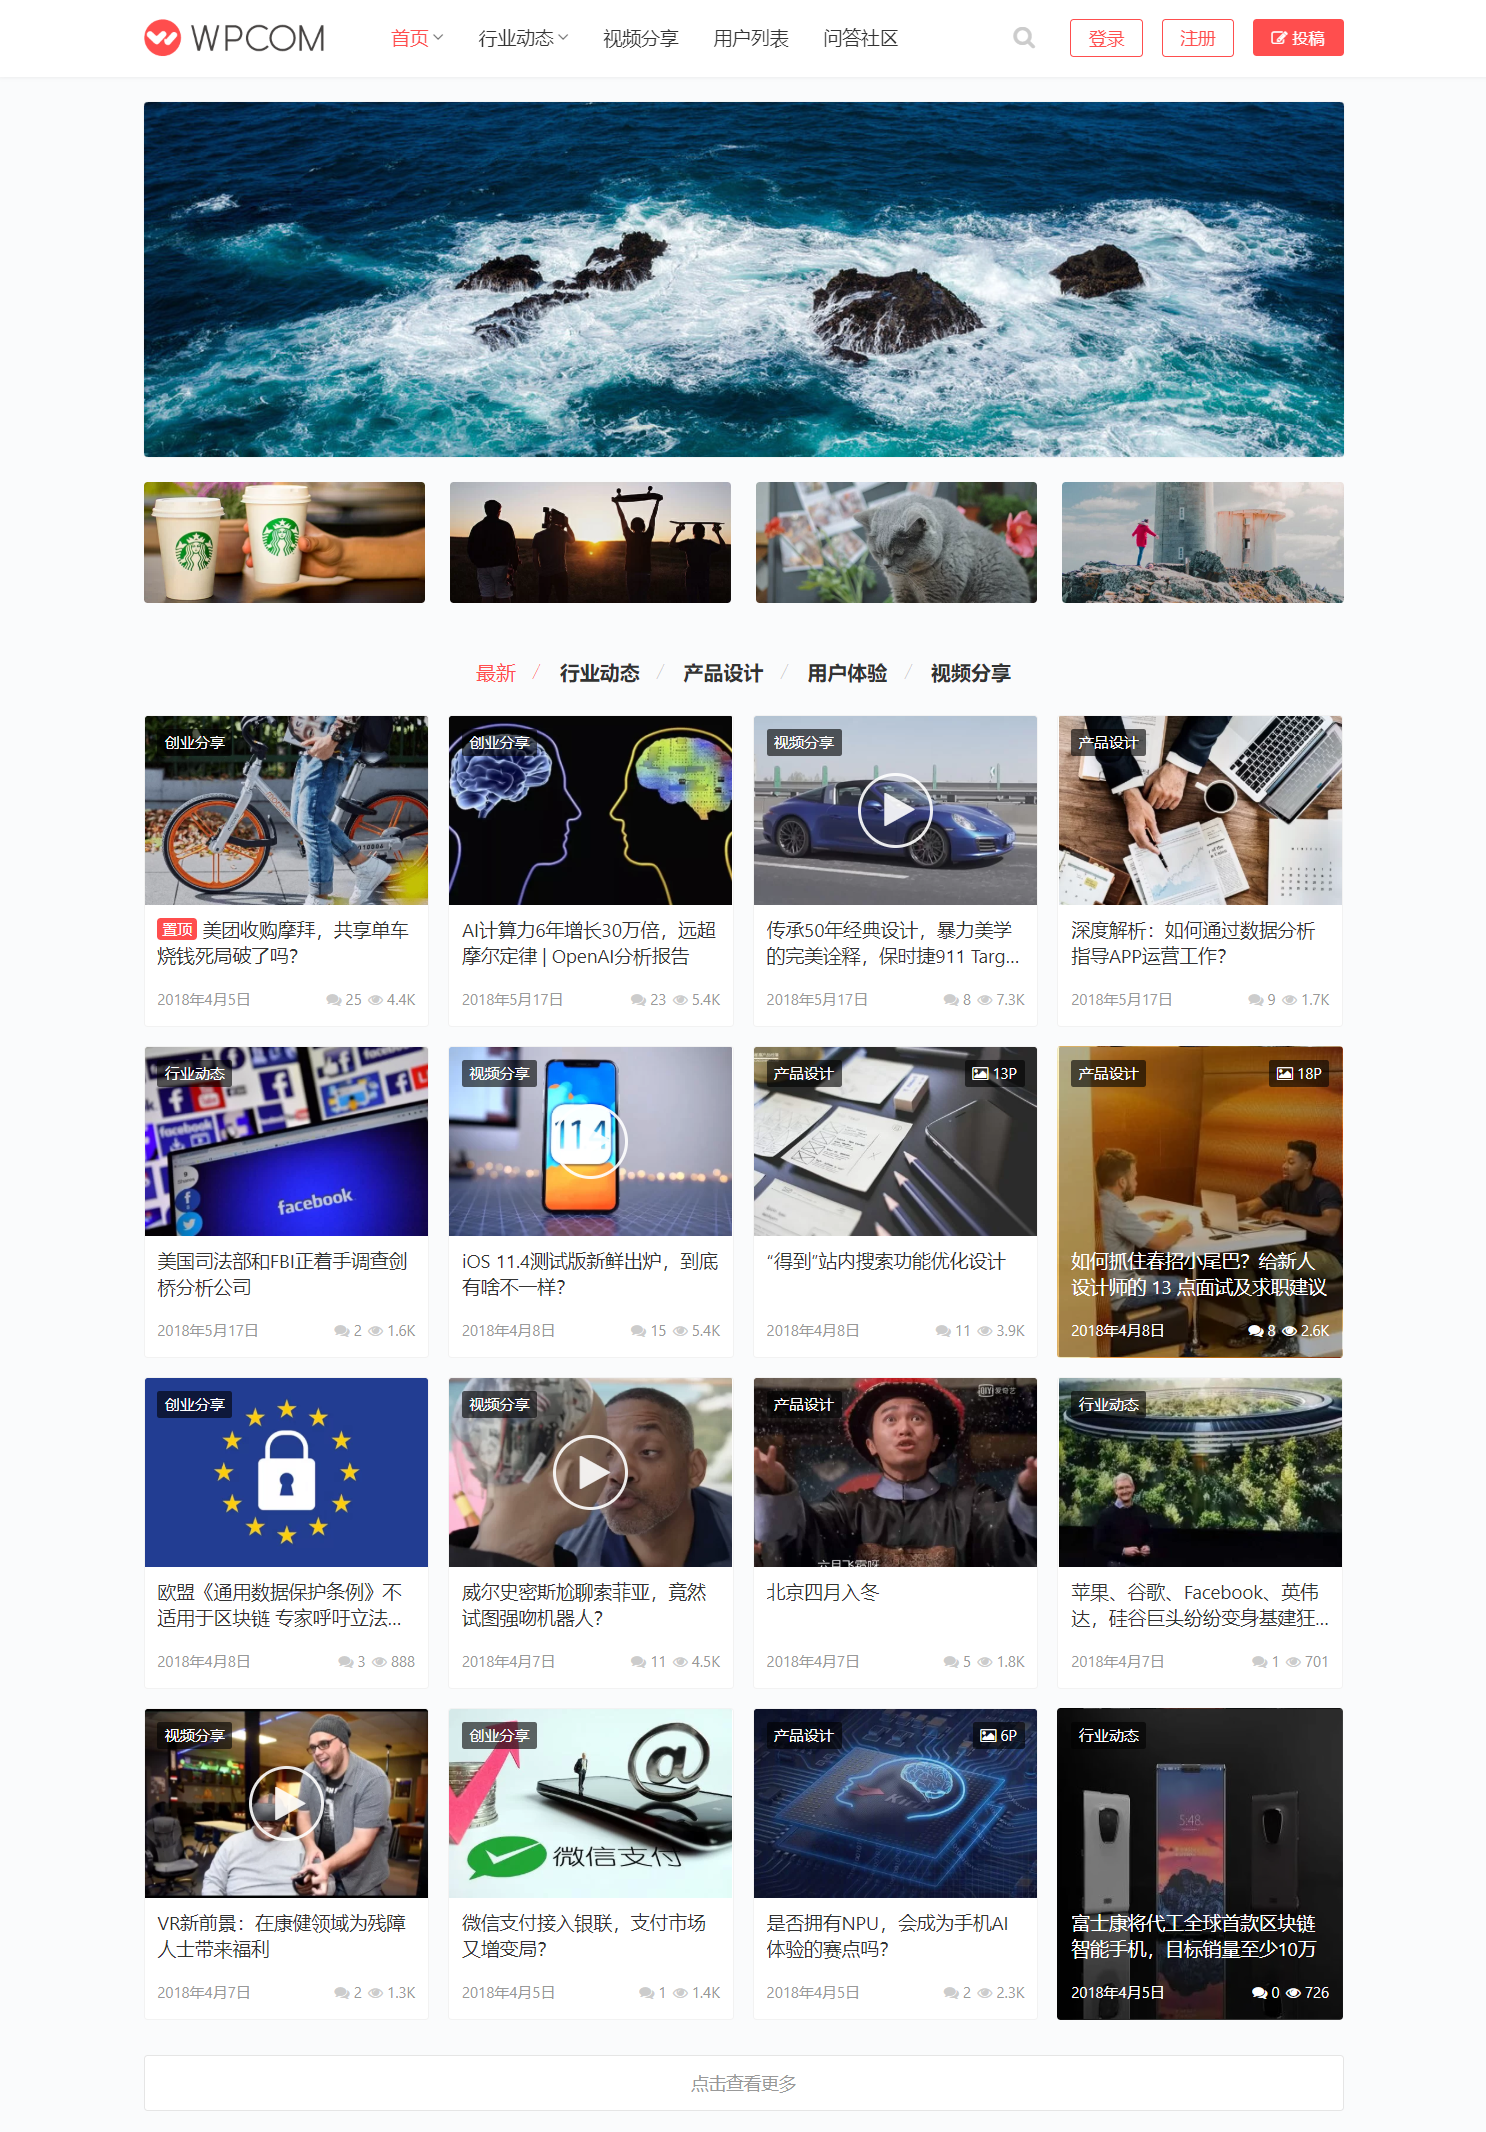 WPCOM
首页
行业动态
视频分享
用户列表
问答社区
登录
注册
投稿
最新 / 行业动态 / 产品设计 / 用户体验 / 视频分享
创业分享
置顶 美团收购摩拜，共享单车
烧钱死局破了吗？
2018年4月5日 25 4.4K
创业分享
AI计算力6年增长30万倍，远超
摩尔定律 | OpenAI分析报告
2018年5月17日 23 5.4K
视频分享
传承50年经典设计，暴力美学
的完美诠释，保时捷911 Targ...
2018年5月17日 8 7.3K
产品设计
深度解析：如何通过数据分析
指导APP运营工作？
2018年5月17日 9 1.7K
行业动态
facebook
facebook
美国司法部和FBI正着手调查剑
桥分析公司
2018年5月17日 2 1.6K
视频分享
11.4
iOS 11.4测试版新鲜出炉，到底
有啥不一样？
2018年4月8日 15 5.4K
产品设计
13P
“得到”站内搜索功能优化设计
2018年4月8日 11 3.9K
产品设计
18P
如何抓住春招小尾巴？给新人
设计师的 13 点面试及求职建议
2018年4月8日 8 2.6K
创业分享
欧盟《通用数据保护条例》不
适用于区块链 专家呼吁立法...
2018年4月8日 3 888
视频分享
威尔史密斯尬聊索菲亚，竟然
试图强吻机器人？
2018年4月7日 11 4.5K
产品设计
爱奇艺
六月飞霜呀
北京四月入冬
2018年4月7日 5 1.8K
行业动态
苹果、谷歌、Facebook、英伟
达，硅谷巨头纷纷变身基建狂...
2018年4月7日 1 701
视频分享
VR新前景：在康健领域为残障
人士带来福利
2018年4月7日 2 1.3K
创业分享
@
微信支付
微信支付接入银联，支付市场
又增变局？
2018年4月5日 1 1.4K
产品设计
6P
是否拥有NPU，会成为手机AI
体验的赛点吗？
2018年4月5日 2 2.3K
行业动态
5:48
富士康将代工全球首款区块链
智能手机，目标销量至少10万
2018年4月5日 0 726
点击查看更多